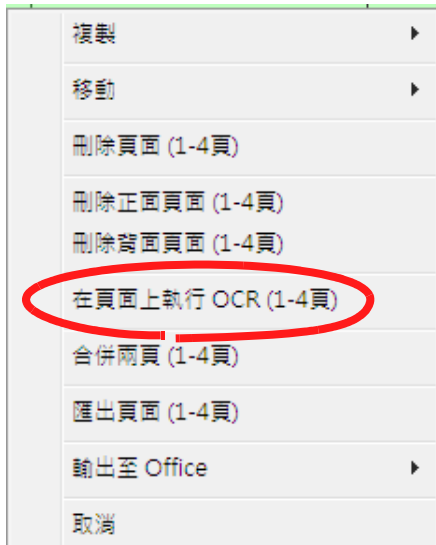 複製
移動
刪除頁面 (1-4頁)
刪除正面頁面 (1-4頁)
刪除背面頁面 (1-4頁)
在頁面上執行 OCR (1-4頁)
合併兩頁 (1-4頁)
匯出頁面 (1-4頁)
輸出至 Office
取消